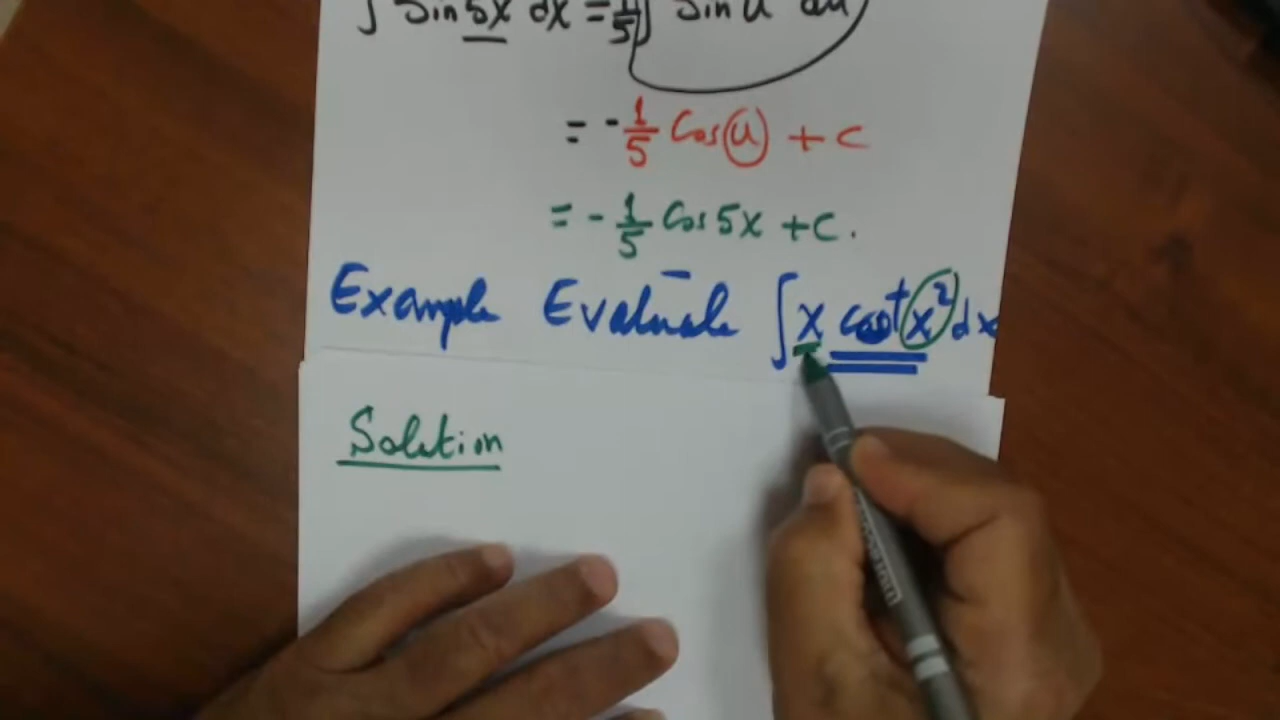 ∫ Sin 5x dx = 1/5 ∫ Sin u du
= - 1/5 Cos u + c
= - 1/5 Cos 5x + c.
Example Evaluate ∫ x cot x² dx
Solution